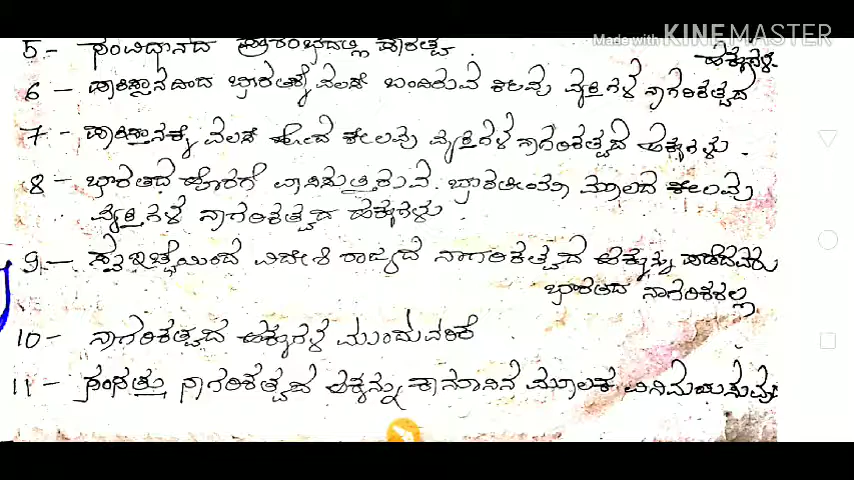 Made with KINEMASTER
5 - ಸಂವಿಧಾನದ ಪ್ರಾರಂಭದಲ್ಲಿ ಪೌರತ್ವ
ಹಕ್ಕುಗಳು
6 - ಪಾಕಿಸ್ತಾನದಿಂದ ಭಾರತಕ್ಕೆ ವಲಸೆ ಬಂದಿರುವ ಕೆಲವು ವ್ಯಕ್ತಿಗಳ ನಾಗರಿಕತ್ವದ
7 - ಪಾಕಿಸ್ತಾನಕ್ಕೆ ವಲಸೆ ಹೋದ ಕೆಲವು ವ್ಯಕ್ತಿಗಳ ನಾಗರಿಕತ್ವದ ಹಕ್ಕುಗಳು.
8 - ಭಾರತದ ಹೊರಗೆ ವಾಸಿಸುತ್ತಿರುವ ಭಾರತೀಯ ಮೂಲದ ಕೆಲವು
ವ್ಯಕ್ತಿಗಳ ನಾಗರಿಕತ್ವದ ಹಕ್ಕುಗಳು
9 - ಸ್ವಇಚ್ಛೆಯಿಂದ ವಿದೇಶಿ ರಾಜ್ಯದ ನಾಗರಿಕತ್ವದ ಹಕ್ಕನ್ನು ಪಡೆದವರು
ಭಾರತದ ನಾಗರಿಕರಲ್ಲ
10 - ನಾಗರಿಕತ್ವದ ಹಕ್ಕುಗಳ ಮುಂದುವರಿಕೆ
11 - ಸಂಸತ್ತು ನಾಗರಿಕತ್ವದ ಹಕ್ಕನ್ನು ಕಾನೂನಿನ ಮೂಲಕ